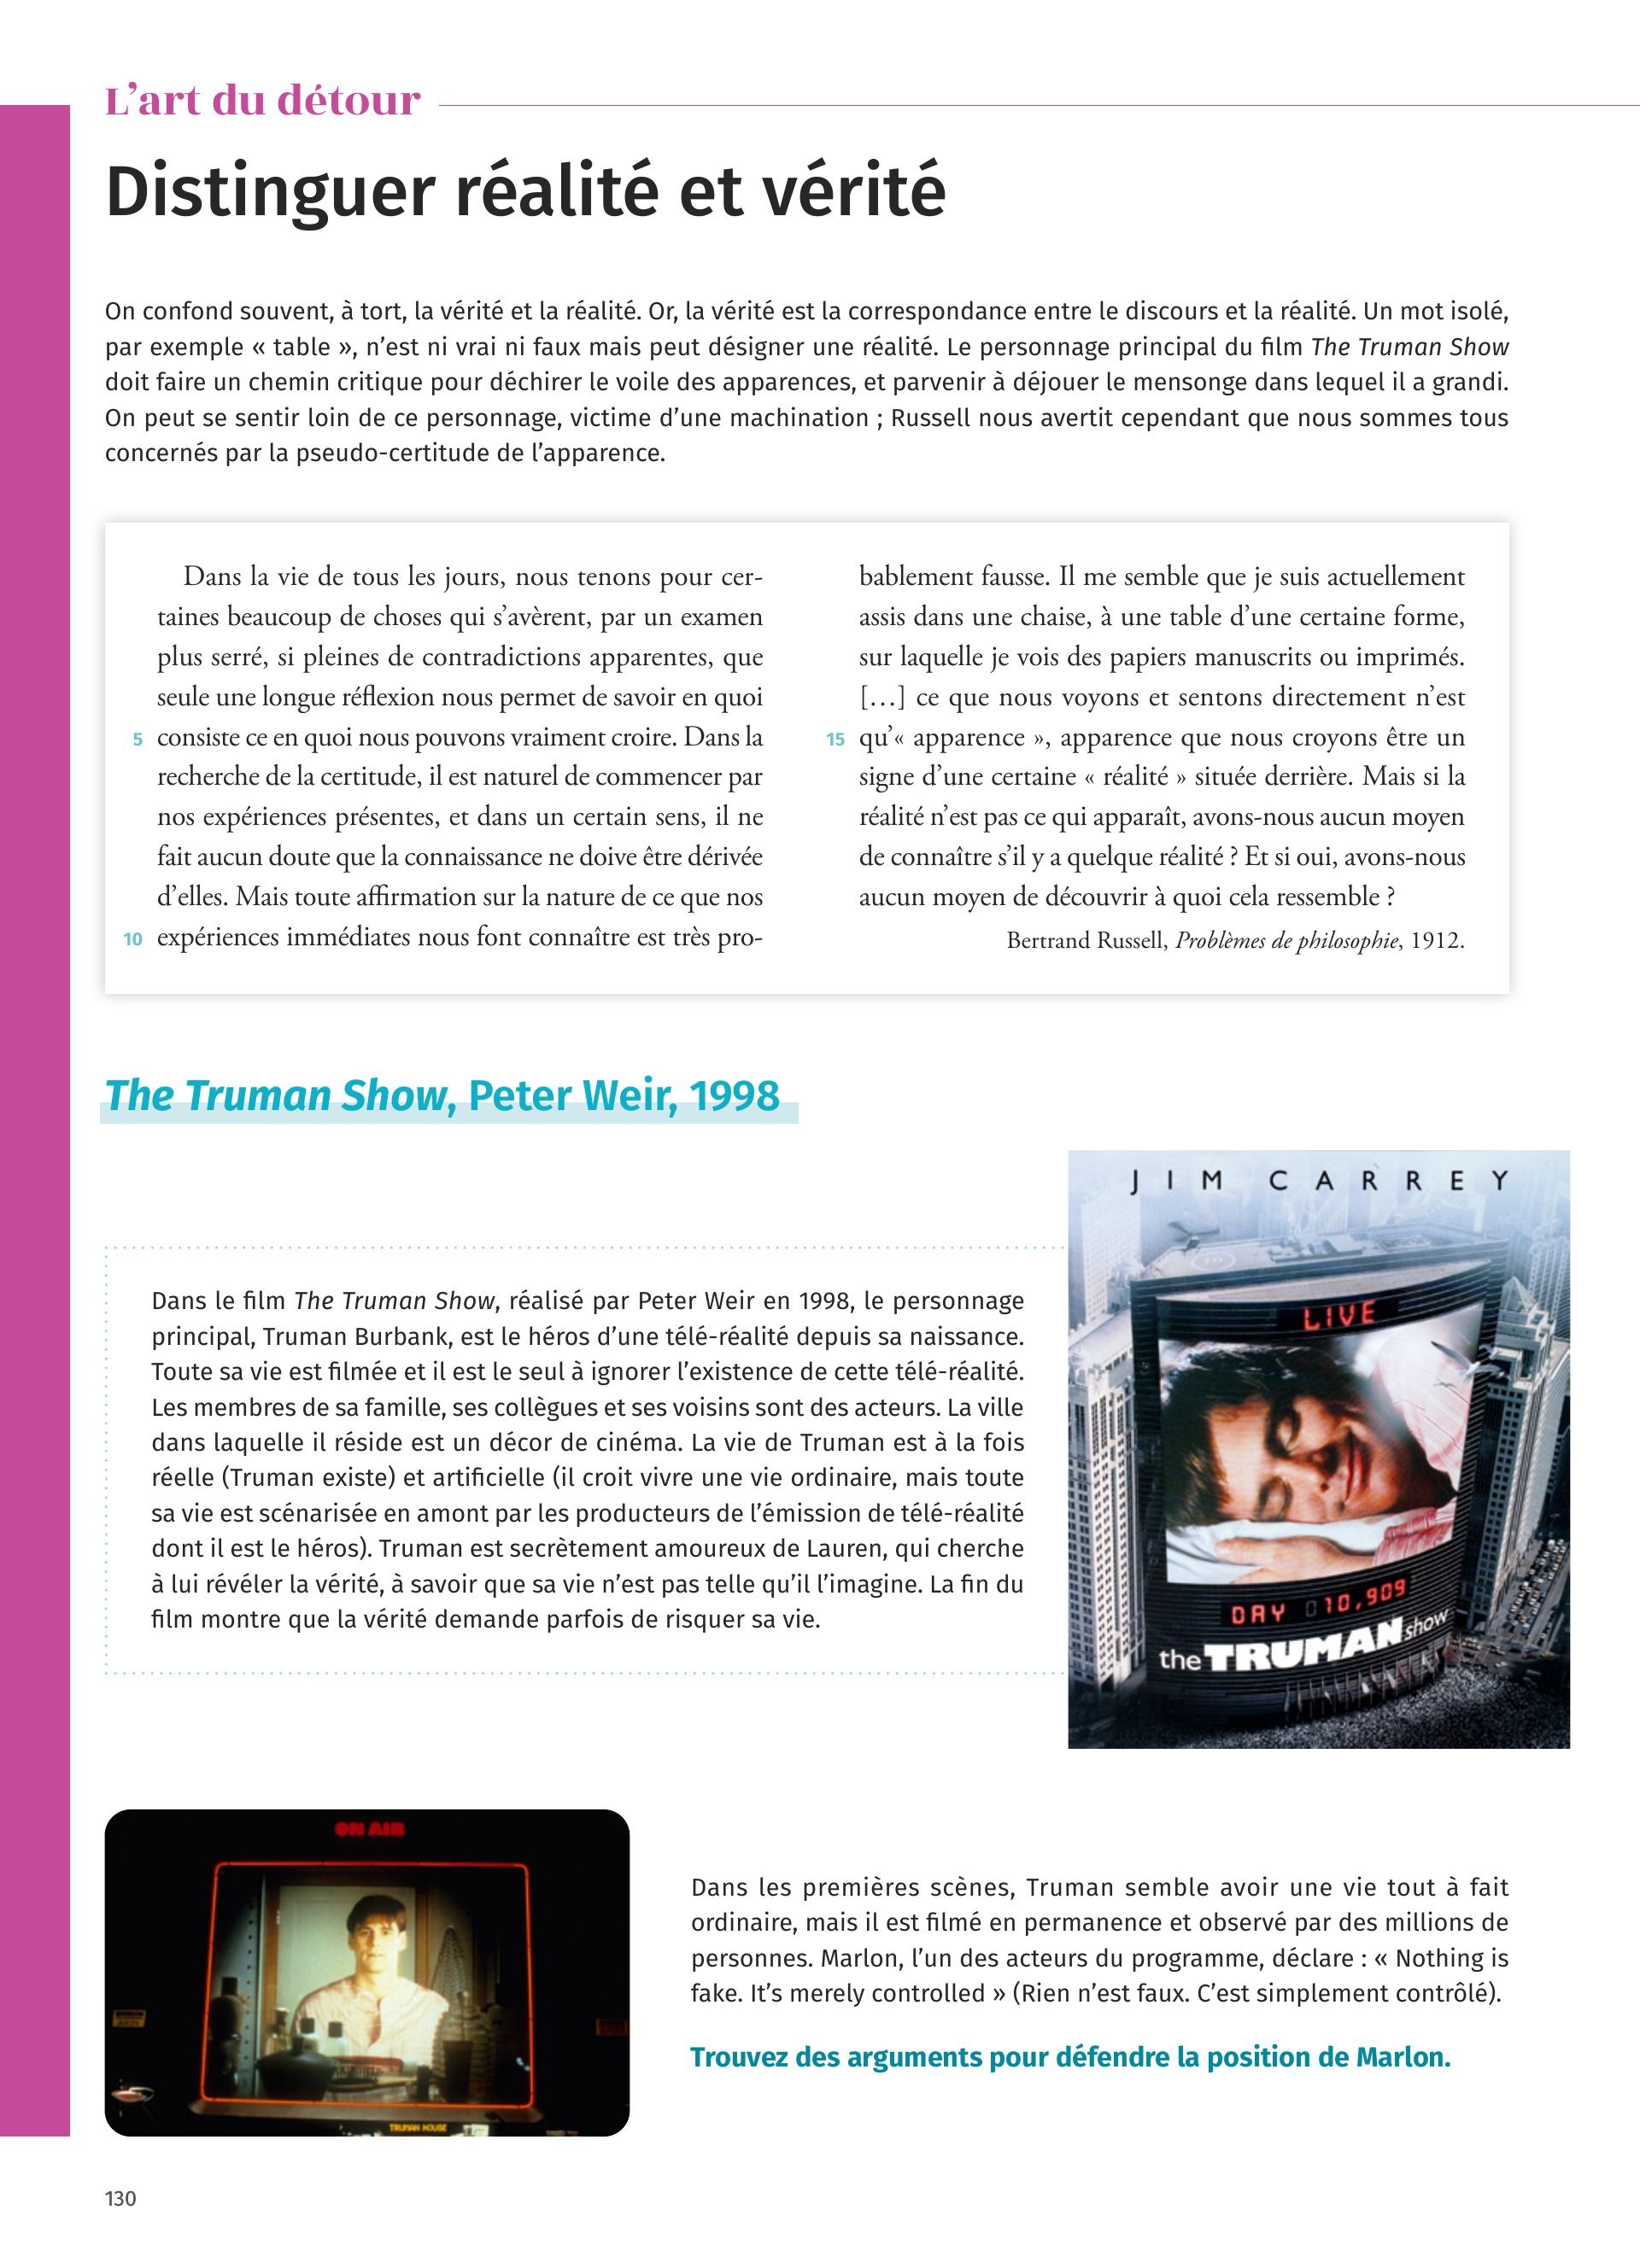 L’art du détour
Distinguer réalité et vérité
On confond souvent, à tort, la vérité et la réalité. Or, la vérité est la correspondance entre le discours et la réalité. Un mot isolé,
par exemple « table », n’est ni vrai ni faux mais peut désigner une réalité. Le personnage principal du film The Truman Show
doit faire un chemin critique pour déchirer le voile des apparences, et parvenir à déjouer le mensonge dans lequel il a grandi.
On peut se sentir loin de ce personnage, victime d’une machination ; Russell nous avertit cependant que nous sommes tous
concernés par la pseudo-certitude de l’apparence.
Dans la vie de tous les jours, nous tenons pour cer-
taines beaucoup de choses qui s’avèrent, par un examen
plus serré, si pleines de contradictions apparentes, que
seule une longue réflexion nous permet de savoir en quoi
5 consiste ce en quoi nous pouvons vraiment croire. Dans la
recherche de la certitude, il est naturel de commencer par
nos expériences présentes, et dans un certain sens, il ne
fait aucun doute que la connaissance ne doive être dérivée
d’elles. Mais toute affirmation sur la nature de ce que nos
10 expériences immédiates nous font connaître est très pro-
bablement fausse. Il me semble que je suis actuellement
assis dans une chaise, à une table d’une certaine forme,
sur laquelle je vois des papiers manuscrits ou imprimés.
[…] ce que nous voyons et sentons directement n’est
15 qu’« apparence », apparence que nous croyons être un
signe d’une certaine « réalité » située derrière. Mais si la
réalité n’est pas ce qui apparaît, avons-nous aucun moyen
de connaître s’il y a quelque réalité ? Et si oui, avons-nous
aucun moyen de découvrir à quoi cela ressemble ?
Bertrand Russell, Problèmes de philosophie, 1912.
The Truman Show, Peter Weir, 1998
Dans le film The Truman Show, réalisé par Peter Weir en 1998, le personnage
principal, Truman Burbank, est le héros d’une télé-réalité depuis sa naissance.
Toute sa vie est filmée et il est le seul à ignorer l’existence de cette télé-réalité.
Les membres de sa famille, ses collègues et ses voisins sont des acteurs. La ville
dans laquelle il réside est un décor de cinéma. La vie de Truman est à la fois
réelle (Truman existe) et artificielle (il croit vivre une vie ordinaire, mais toute
sa vie est scénarisée en amont par les producteurs de l’émission de télé-réalité
dont il est le héros). Truman est secrètement amoureux de Lauren, qui cherche
à lui révéler la vérité, à savoir que sa vie n’est pas telle qu’il l’imagine. La fin du
film montre que la vérité demande parfois de risquer sa vie.
JIM CARREY
LIVE
DAY 10,909
the TRUMAN show
ON AIR
TRUMAN HOUSE
Dans les premières scènes, Truman semble avoir une vie tout à fait
ordinaire, mais il est filmé en permanence et observé par des millions de
personnes. Marlon, l’un des acteurs du programme, déclare : « Nothing is
fake. It’s merely controlled » (Rien n’est faux. C’est simplement contrôlé).
Trouvez des arguments pour défendre la position de Marlon.
130